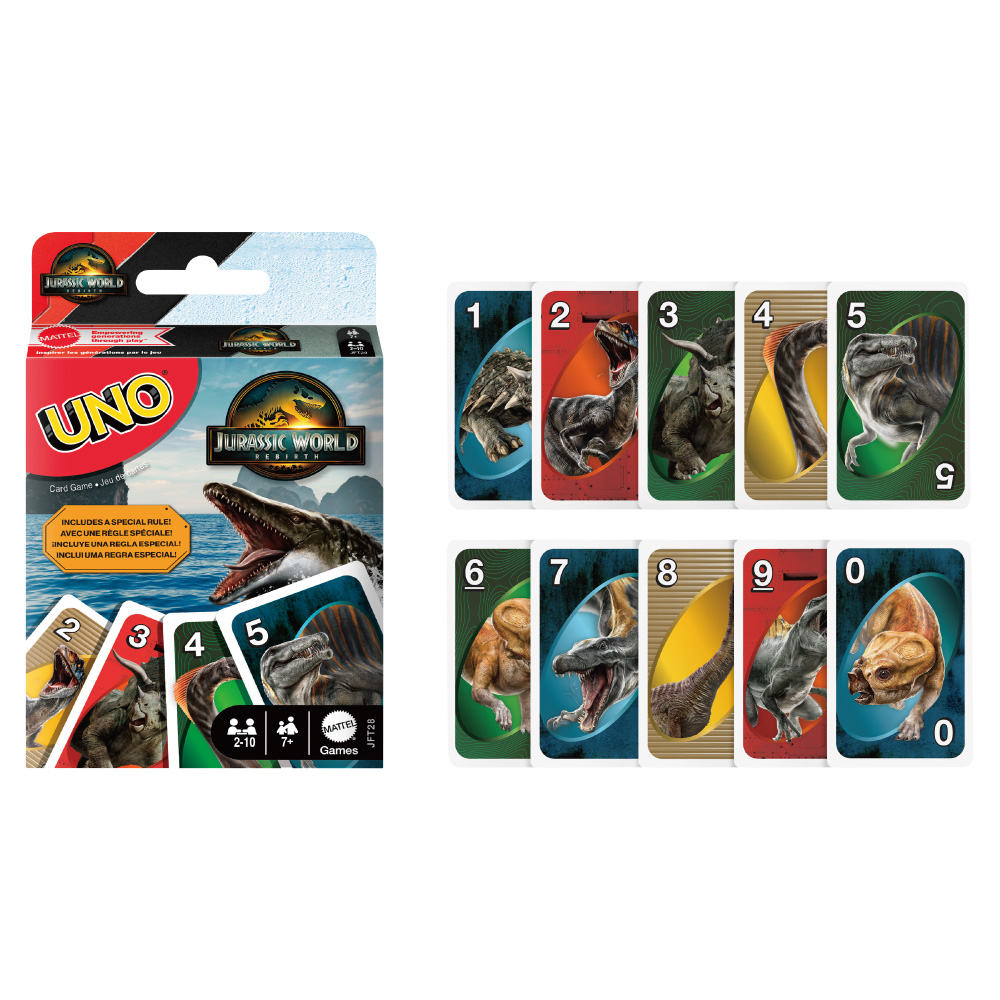 JURASSIC WORLD
REBIRTH
MATTEL
Empowering
generations
through play™
Inspirer les générations par le jeu
JURASSIC WORLD
REBIRTH
2-10
JFT28
UNO®
JURASSIC WORLD
REBIRTH
Card Game • Jeu de cartes
INCLUDES A SPECIAL RULE!
AVEC UNE RÈGLE SPÉCIALE!
¡INCLUYE UNA REGLA ESPECIAL!
INCLUI UMA REGRA ESPECIAL!
2
3
4
5
2-10
7+
MATTEL
Games
JFT28
1
2
3
4
5
5
6
7
8
9
0
0